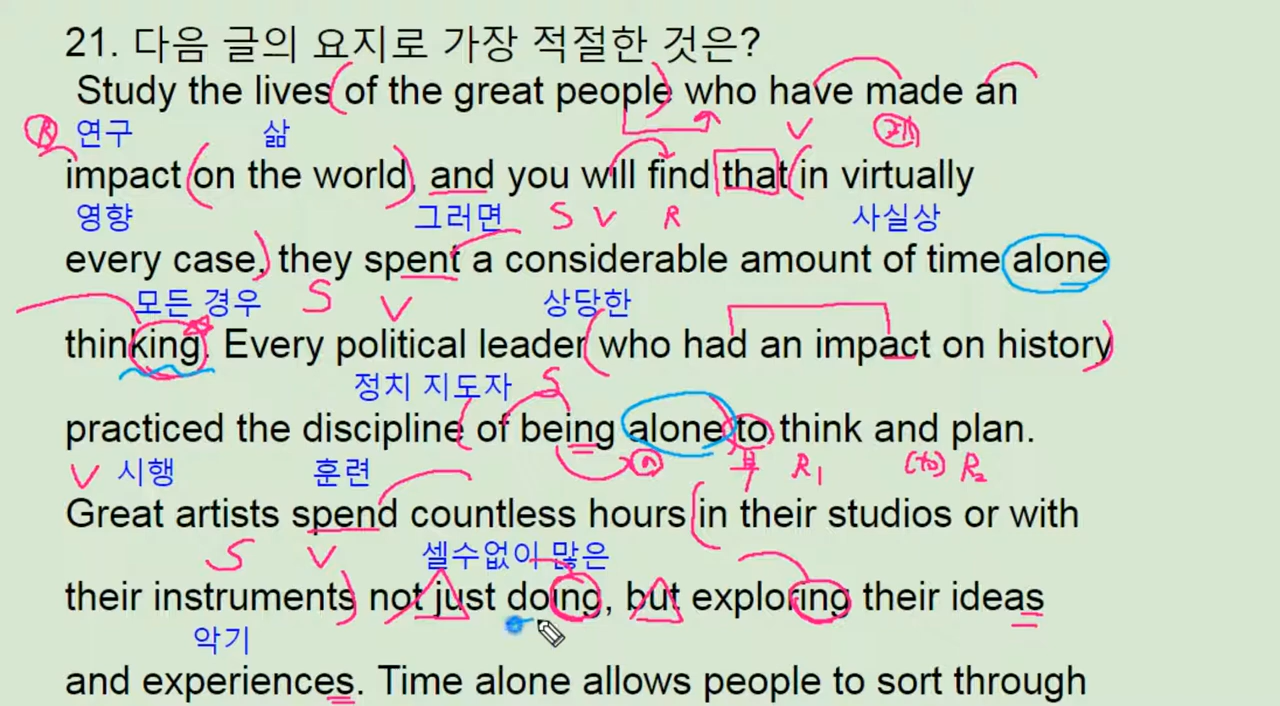 21. 다음 글의 요지로 가장 적절한 것은?
Study the lives of the great people who have made an
연구 삶 V
impact on the world, and you will find that in virtually
영향 그러면 S V R 사실상
every case, they spent a considerable amount of time alone
모든 경우 S V 상당한
thinking. Every political leader who had an impact on history
정치 지도자 S
practiced the discipline of being alone to think and plan.
V 시행 훈련 R1 (to) R2
Great artists spend countless hours in their studios or with
S V 셀수없이 많은
their instruments not just doing, but exploring their ideas
악기
and experiences. Time alone allows people to sort through